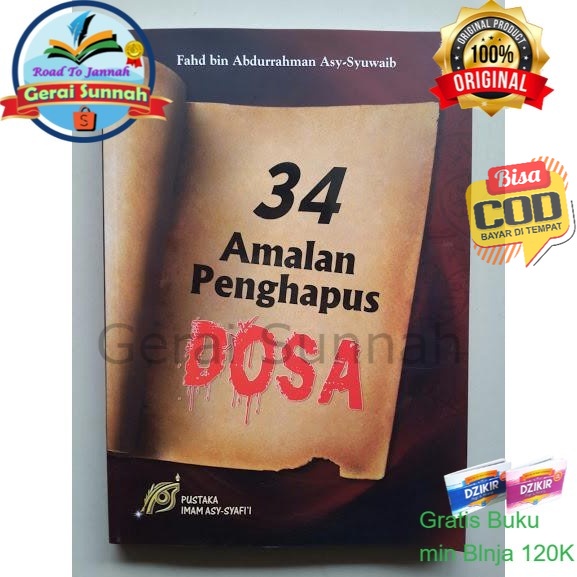 Road To Jannah
Gerai Sunnah
ORIGINAL PRODUCT
100%
ORIGINAL
Fahd bin Abdurrahman Asy-Syuwaib
Bisa
COD
BAYAR DI TEMPAT
34
Amalan
Penghapus
DOSA
Gerai Sunnah
PUSTAKA
IMAM ASY-SYAFI'I
DZIKIR
DZIKIR
Gratis Buku
min Blnja 120K